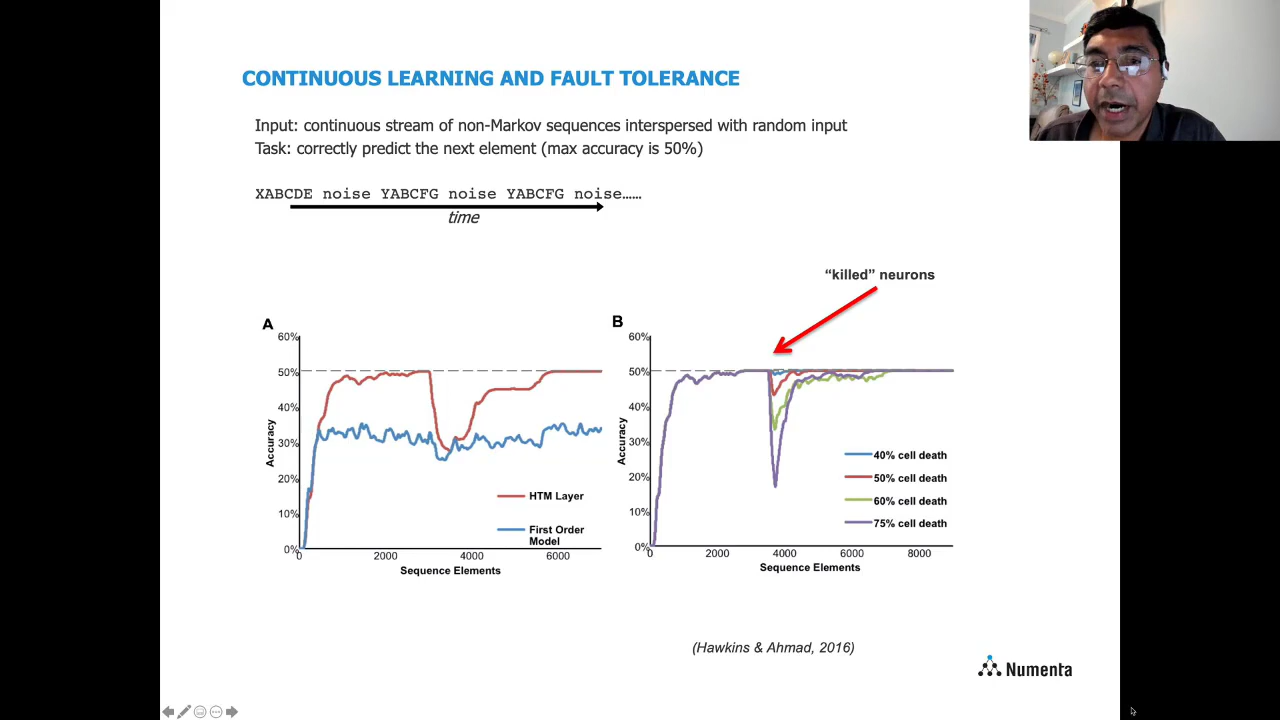 CONTINUOUS LEARNING AND FAULT TOLERANCE
Input: continuous stream of non-Markov sequences interspersed with random input
Task: correctly predict the next element (max accuracy is 50%)
XABCDE noise YABCFG noise YABCFG noise……
time
"killed" neurons
A
60%
50%
40%
30%
20%
10%
0%
Accuracy
0
2000
4000
6000
Sequence Elements
HTM Layer
First Order
Model
B
60%
50%
40%
30%
20%
10%
0%
Accuracy
0
2000
4000
6000
8000
Sequence Elements
40% cell death
50% cell death
60% cell death
75% cell death
(Hawkins & Ahmad, 2016)
Numenta